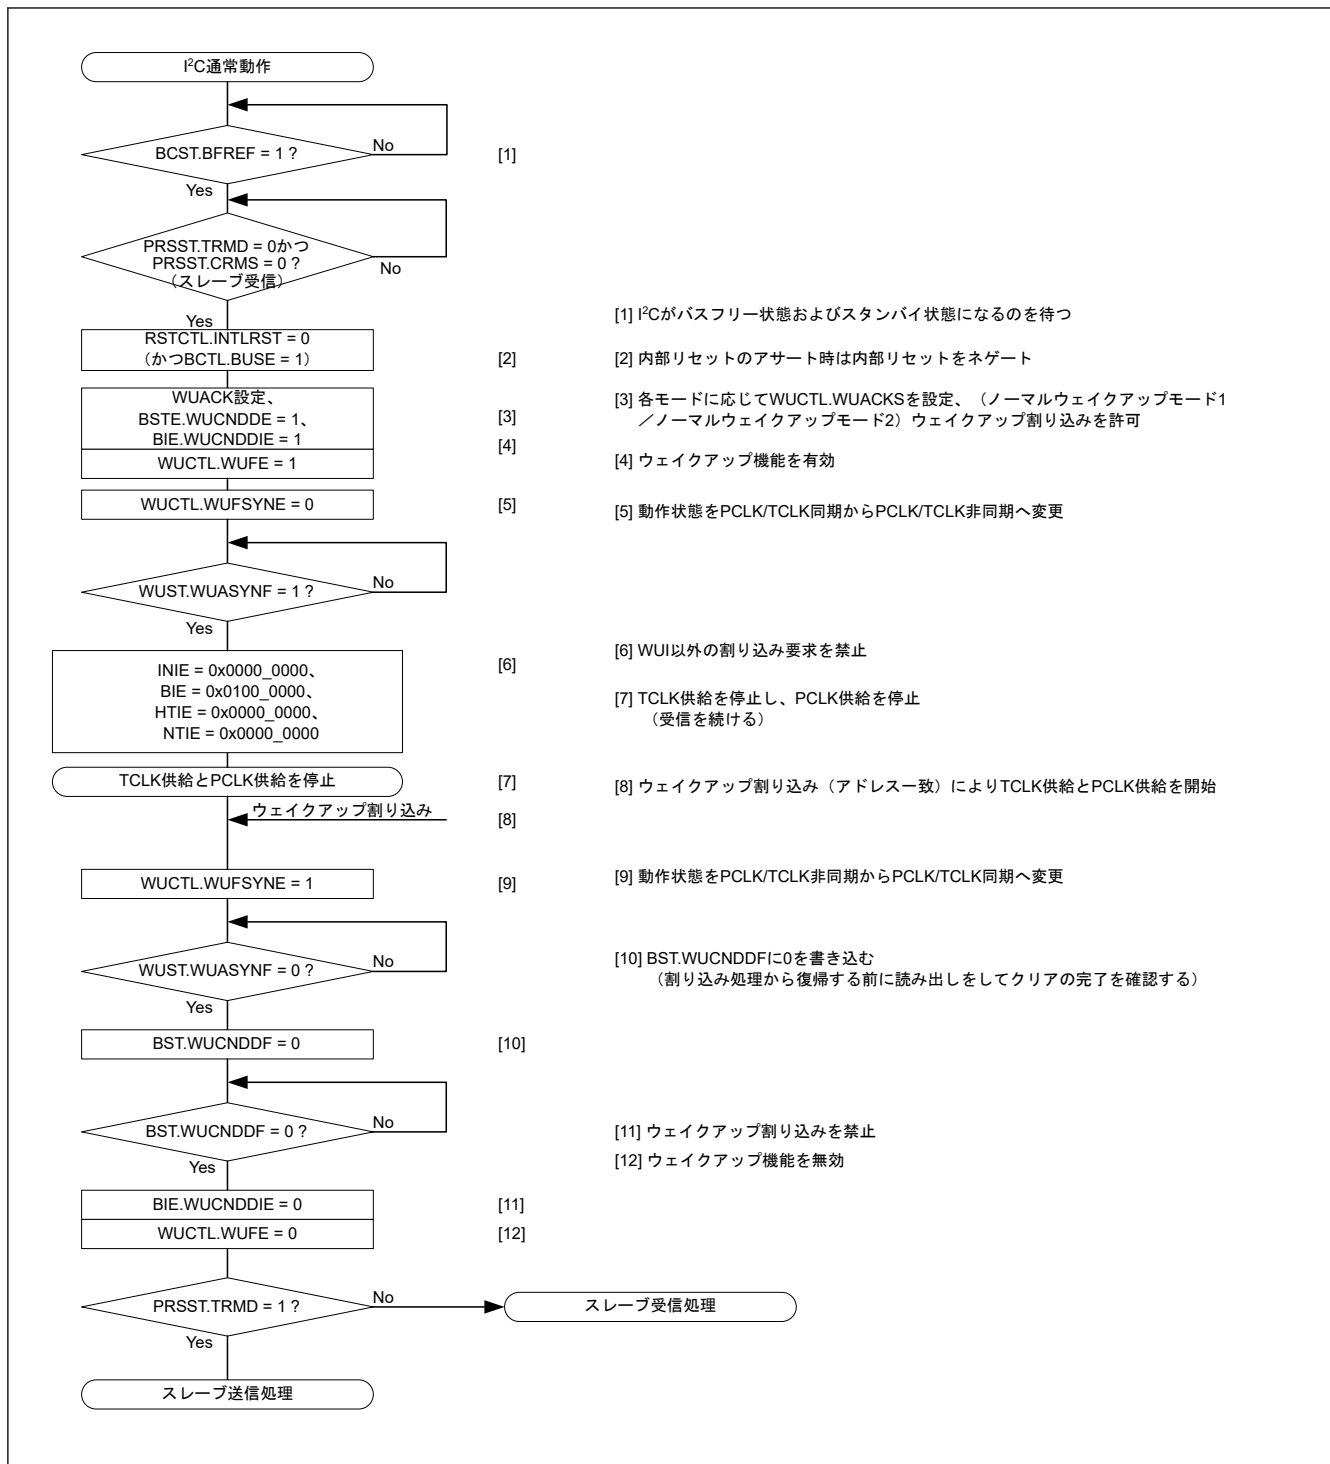 I²C通常動作
BCST.BFREF = 1 ?
No
[1]
Yes
PRSST.TRMD = 0かつ
PRSST.CRMS = 0 ?
（スレーブ受信）
No
Yes
[1] I²Cがバスフリー状態およびスタンバイ状態になるのを待つ
RSTCTL.INTLRST = 0
（かつBCTL.BUSE = 1）
[2]
[2] 内部リセットのアサート時は内部リセットをネゲート
WUACK設定、
BSTE.WUCNDDE = 1、
BIE.WUCNDDIE = 1
[3]
[3] 各モードに応じてWUCTL.WUACKSを設定、（ノーマルウェイクアップモード1
／ノーマルウェイクアップモード2）ウェイクアップ割り込みを許可
[4]
WUCTL.WUFE = 1
[4] ウェイクアップ機能を有効
WUCTL.WUFSYNE = 0
[5]
[5] 動作状態をPCLK/TCLK同期からPCLK/TCLK非同期へ変更
WUST.WUASYNF = 1 ?
No
Yes
INIE = 0x0000_0000、
BIE = 0x0100_0000、
HTIE = 0x0000_0000、
NTIE = 0x0000_0000
[6]
[6] WUI以外の割り込み要求を禁止
[7] TCLK供給を停止し、PCLK供給を停止
（受信を続ける）
TCLK供給とPCLK供給を停止
[7]
[8] ウェイクアップ割り込み（アドレス一致）によりTCLK供給とPCLK供給を開始
ウェイクアップ割り込み
[8]
WUCTL.WUFSYNE = 1
[9]
[9] 動作状態をPCLK/TCLK非同期からPCLK/TCLK同期へ変更
WUST.WUASYNF = 0 ?
No
Yes
[10] BST.WUCNDDFに0を書き込む
（割り込み処理から復帰する前に読み出しをしてクリアの完了を確認する）
BST.WUCNDDF = 0
[10]
BST.WUCNDDF = 0 ?
No
Yes
[11] ウェイクアップ割り込みを禁止
[12] ウェイクアップ機能を無効
BIE.WUCNDDIE = 0
[11]
WUCTL.WUFE = 0
[12]
PRSST.TRMD = 1 ?
No
スレーブ受信処理
Yes
スレーブ送信処理